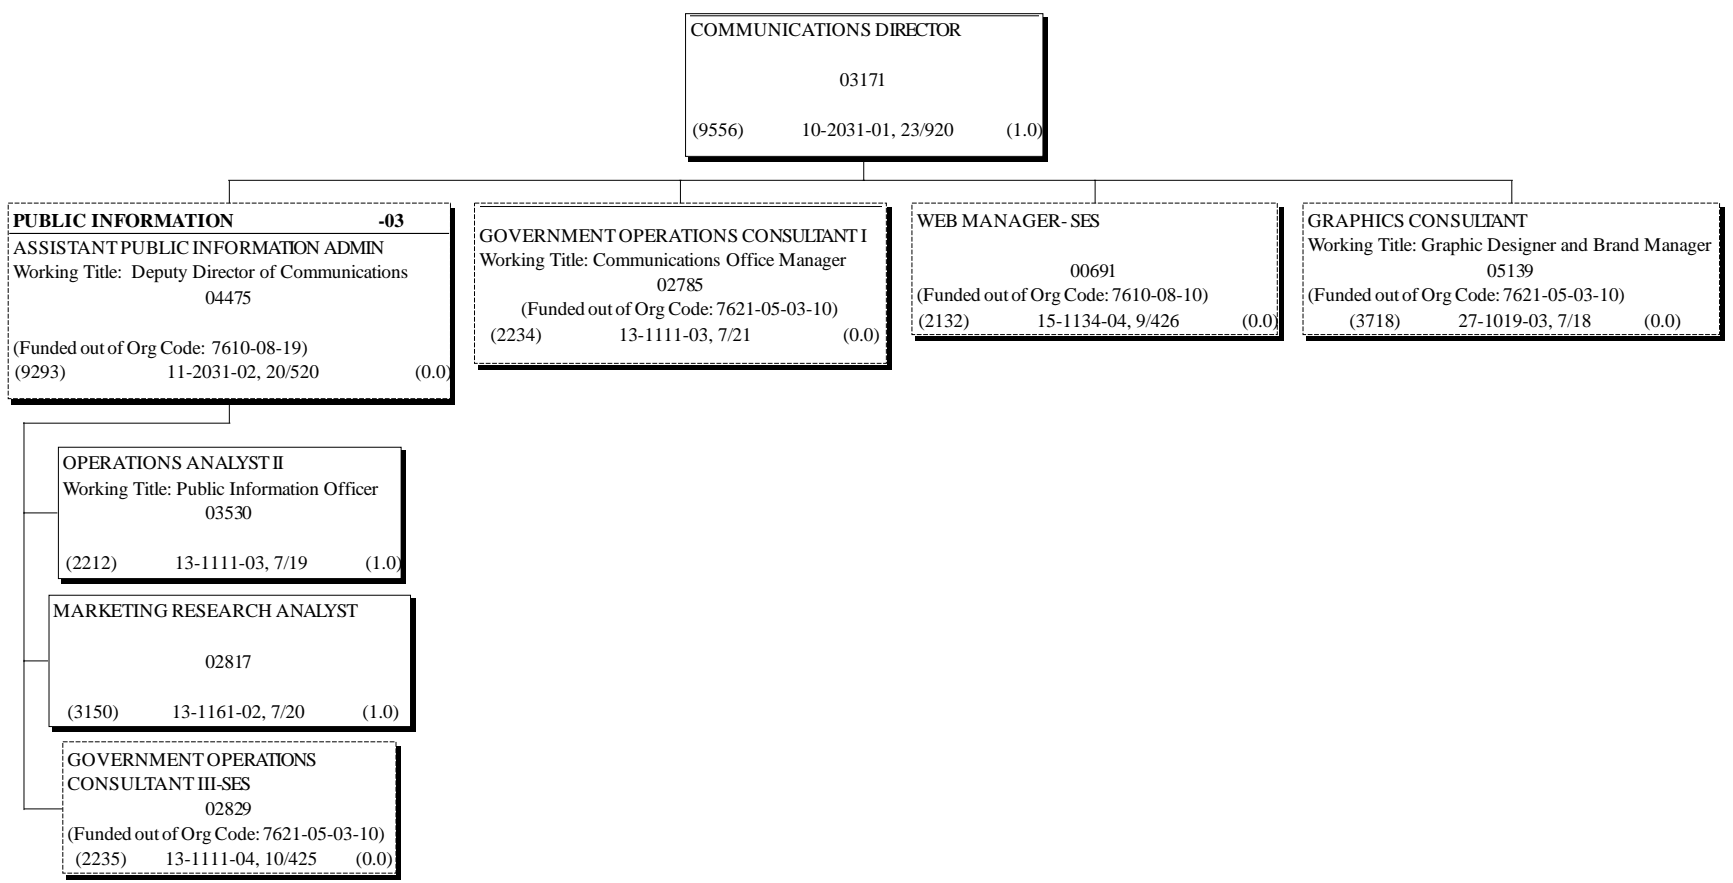 COMMUNICATIONS DIRECTOR
03171
(9556) 10-2031-01, 23/920 (1.0)
PUBLIC INFORMATION -03
ASSISTANT PUBLIC INFORMATION ADMIN
Working Title: Deputy Director of Communications
04475
(Funded out of Org Code: 7610-08-19)
(9293) 11-2031-02, 20/520 (0.0)
GOVERNMENT OPERATIONS CONSULTANT I
Working Title: Communications Office Manager
02785
(Funded out of Org Code: 7621-05-03-10)
(2234) 13-1111-03, 7/21 (0.0)
WEB MANAGER- SES
00691
(Funded out of Org Code: 7610-08-10)
(2132) 15-1134-04, 9/426 (0.0)
GRAPHICS CONSULTANT
Working Title: Graphic Designer and Brand Manager
05139
(Funded out of Org Code: 7621-05-03-10)
(3718) 27-1019-03, 7/18 (0.0)
OPERATIONS ANALYST II
Working Title: Public Information Officer
03530
(2212) 13-1111-03, 7/19 (1.0)
MARKETING RESEARCH ANALYST
02817
(3150) 13-1161-02, 7/20 (1.0)
GOVERNMENT OPERATIONS
CONSULTANT III-SES
02829
(Funded out of Org Code: 7621-05-03-10)
(2235) 13-1111-04, 10/425 (0.0)